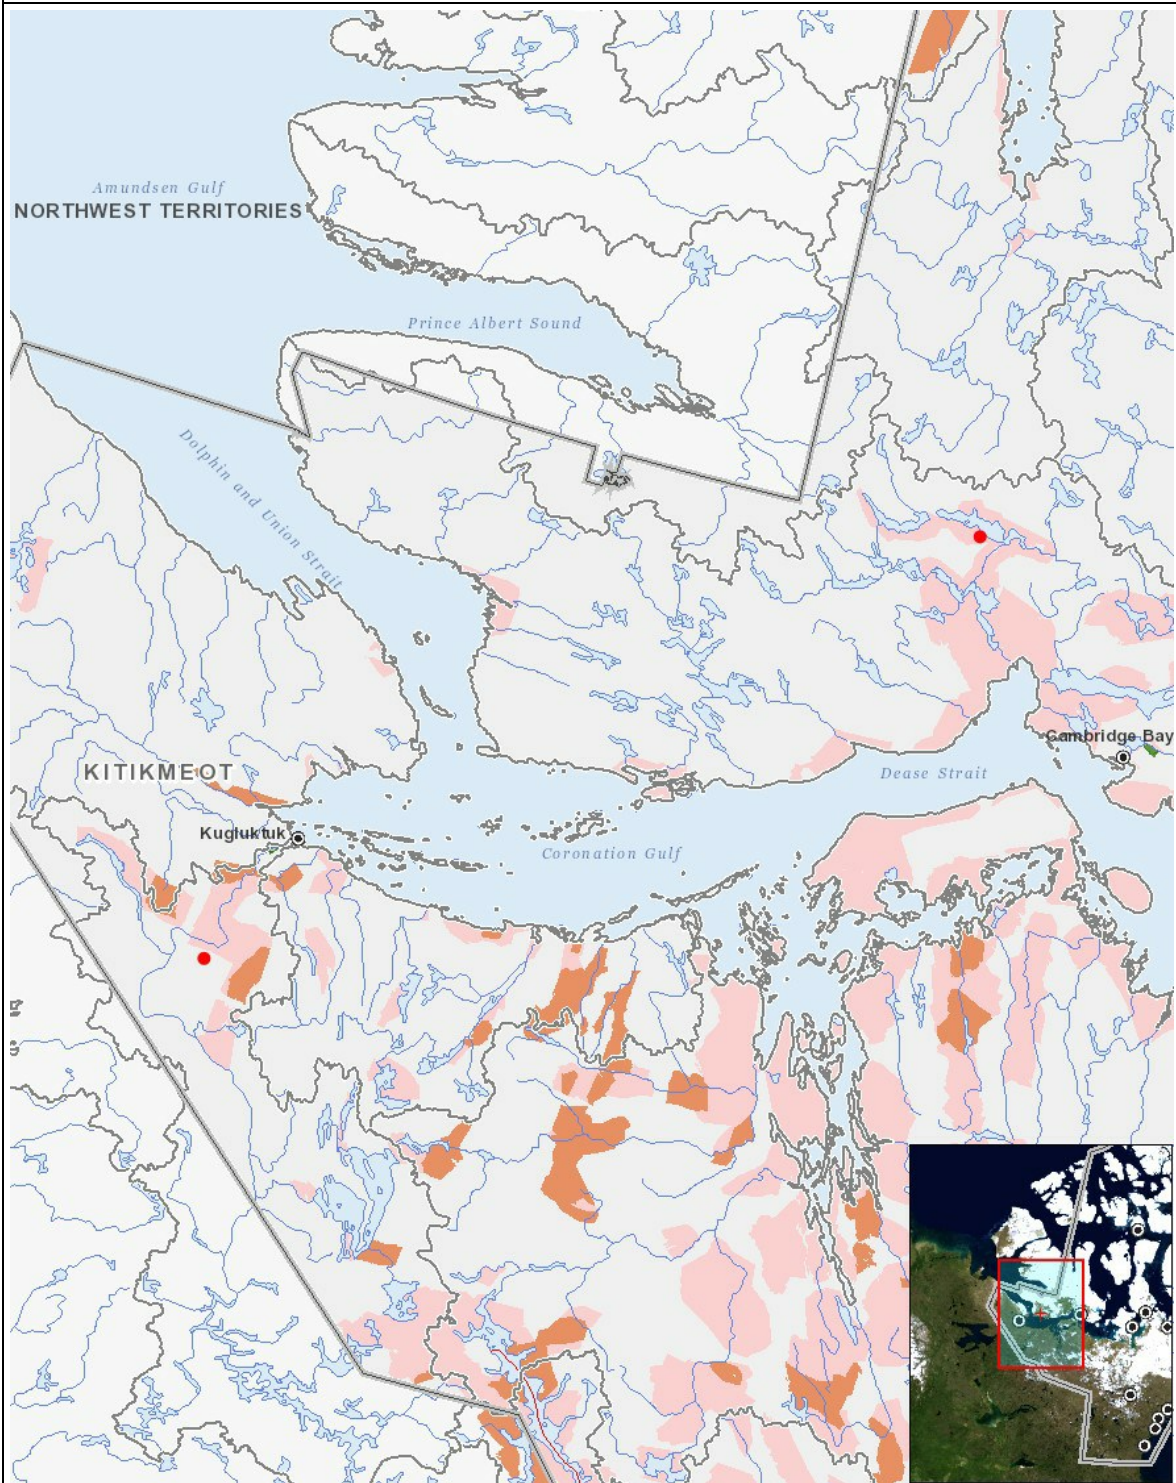 Amundsen Gulf
NORTHWEST TERRITORIES
Prince Albert Sound
Dolphin and Union Strait
Cambridge Bay
KITIKMEOT
Dease Strait
Kugluktuk
Coronation Gulf